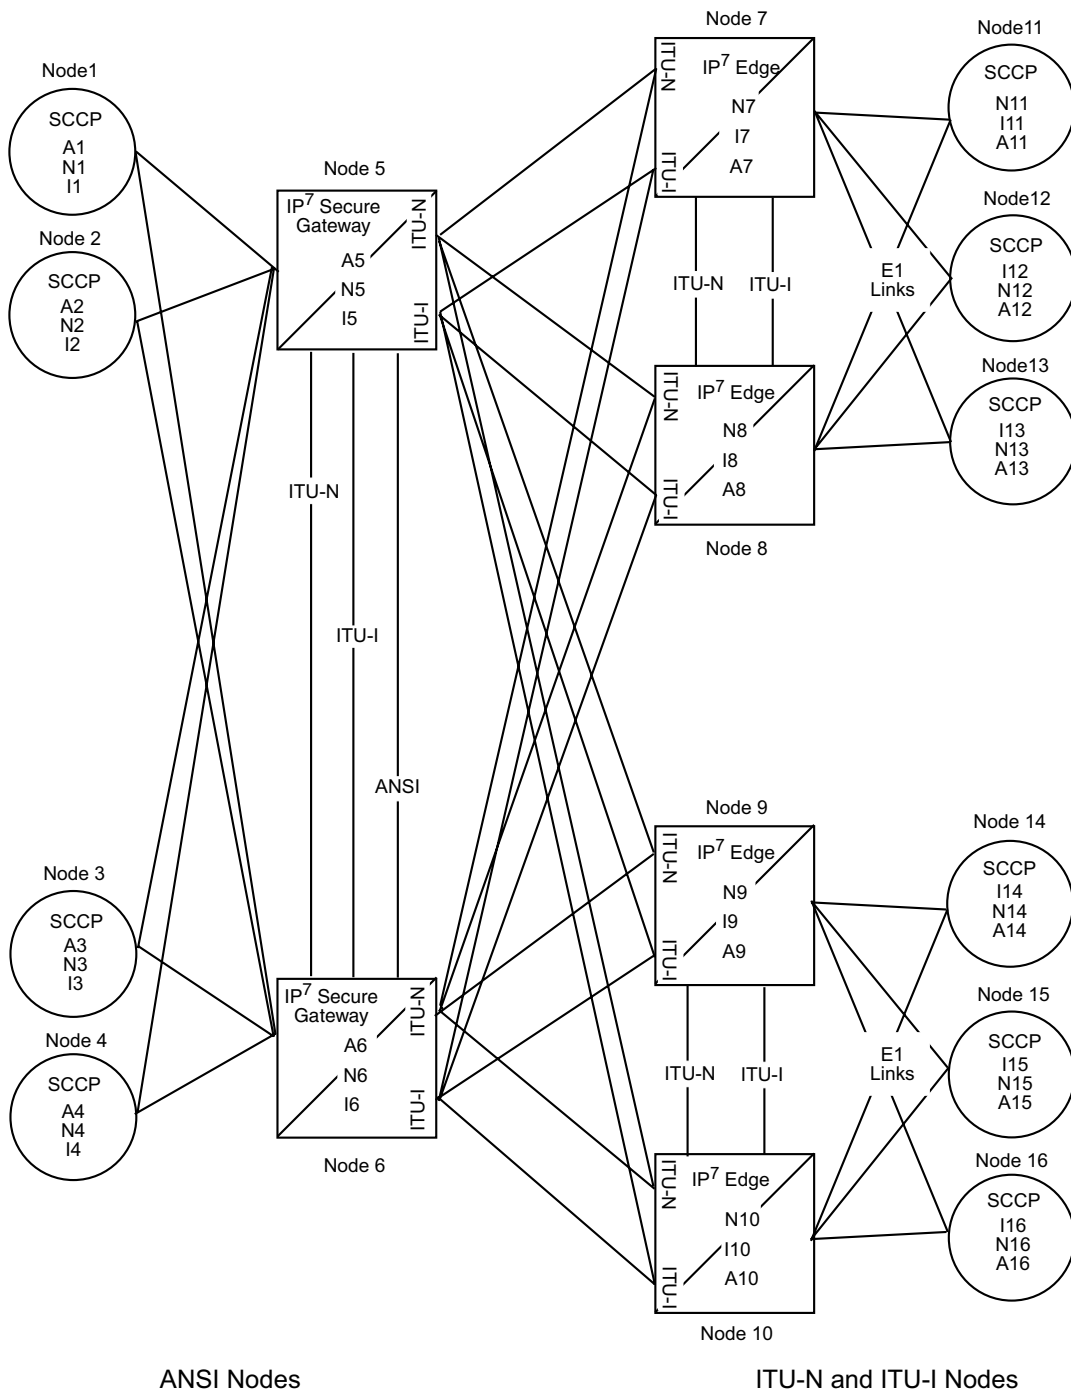 Node1
SCCP
A1
N1
I1
Node 2
SCCP
A2
N2
I2
Node 5
IP7 Secure
Gateway
A5
N5
I5
ITU-N
ITU-I
ITU-N
ITU-I
ANSI
Node 3
SCCP
A3
N3
I3
Node 4
SCCP
A4
N4
I4
IP7 Secure
Gateway
A6
N6
I6
ITU-N
ITU-I
Node 6
Node 7
ITU-N
ITU-I
IP7 Edge
N7
I7
A7
ITU-N
ITU-I
ITU-N
ITU-I
IP7 Edge
N8
I8
A8
Node 8
Node11
SCCP
N11
I11
A11
Node12
SCCP
I12
N12
A12
E1
Links
Node13
SCCP
I13
N13
A13
Node 9
ITU-N
ITU-I
IP7 Edge
N9
I9
A9
ITU-N
ITU-I
ITU-N
ITU-I
IP7 Edge
N10
I10
A10
Node 10
Node 14
SCCP
I14
N14
A14
Node 15
SCCP
I15
N15
A15
E1
Links
Node 16
SCCP
I16
N16
A16
ANSI Nodes
ITU-N and ITU-I Nodes